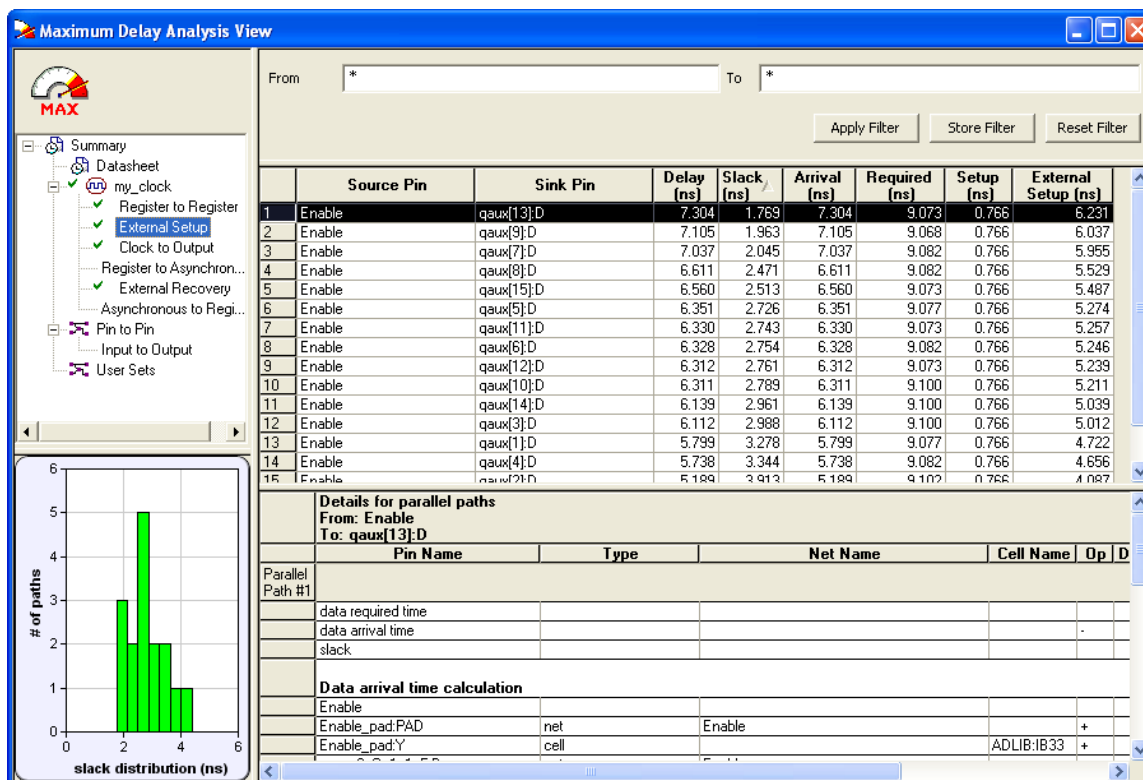 Maximum Delay Analysis View
MAX
Summary
Datasheet
my_clock
Register to Register
External Setup
Clock to Output
Register to Asynchron...
External Recovery
Asynchronous to Regi...
Pin to Pin
Input to Output
User Sets
From * To *
Apply Filter Store Filter Reset Filter
Source Pin Sink Pin Delay (ns) Slack (ns) Arrival (ns) Required (ns) Setup (ns) External Setup (ns)
1 Enable qaux[13]:D 7.304 1.769 7.304 9.073 0.766 6.231
2 Enable qaux[9]:D 7.105 1.963 7.105 9.068 0.766 6.037
3 Enable qaux[7]:D 7.037 2.045 7.037 9.082 0.766 5.955
4 Enable qaux[8]:D 6.611 2.471 6.611 9.082 0.766 5.529
5 Enable qaux[15]:D 6.560 2.513 6.560 9.073 0.766 5.487
6 Enable qaux[5]:D 6.351 2.726 6.351 9.077 0.766 5.274
7 Enable qaux[11]:D 6.330 2.743 6.330 9.073 0.766 5.257
8 Enable qaux[6]:D 6.328 2.754 6.328 9.082 0.766 5.246
9 Enable qaux[12]:D 6.312 2.761 6.312 9.073 0.766 5.239
10 Enable qaux[10]:D 6.311 2.789 6.311 9.100 0.766 5.211
11 Enable qaux[14]:D 6.139 2.961 6.139 9.100 0.766 5.039
12 Enable qaux[3]:D 6.112 2.988 6.112 9.100 0.766 5.012
13 Enable qaux[1]:D 5.799 3.278 5.799 9.077 0.766 4.722
14 Enable qaux[4]:D 5.738 3.344 5.738 9.082 0.766 4.656
15 Enable qaux[2]:D 5.189 3.913 5.189 9.102 0.766 4.087
Details for parallel paths
From: Enable
To: qaux[13]:D
Pin Name Type Net Name Cell Name Op D
Parallel Path #1
data required time
data arrival time -
slack
Data arrival time calculation
Enable
Enable_pad:PAD net Enable +
Enable_pad:Y cell ADLIB:IB33 +
6
5
4
3
2
1
0
# of paths
0 2 4 6
slack distribution (ns)